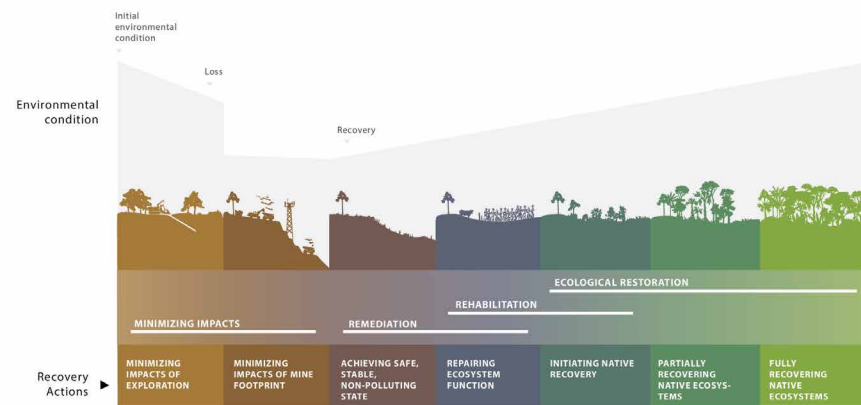 Initial
environmental
condition
Loss
Environmental
condition
Recovery
ECOLOGICAL RESTORATION
REHABILITATION
MINIMIZING IMPACTS
REMEDIATION
Recovery
Actions
MINIMIZING
IMPACTS OF
EXPLORATION
MINIMIZING
IMPACTS OF MINE
FOOTPRINT
ACHIEVING SAFE,
STABLE,
NON-POLLUTING
STATE
REPAIRING
ECOSYSTEM
FUNCTION
INITIATING NATIVE
RECOVERY
PARTIALLY
RECOVERING
NATIVE ECOSYS-
TEMS
FULLY
RECOVERING
NATIVE
ECOSYSTEMS